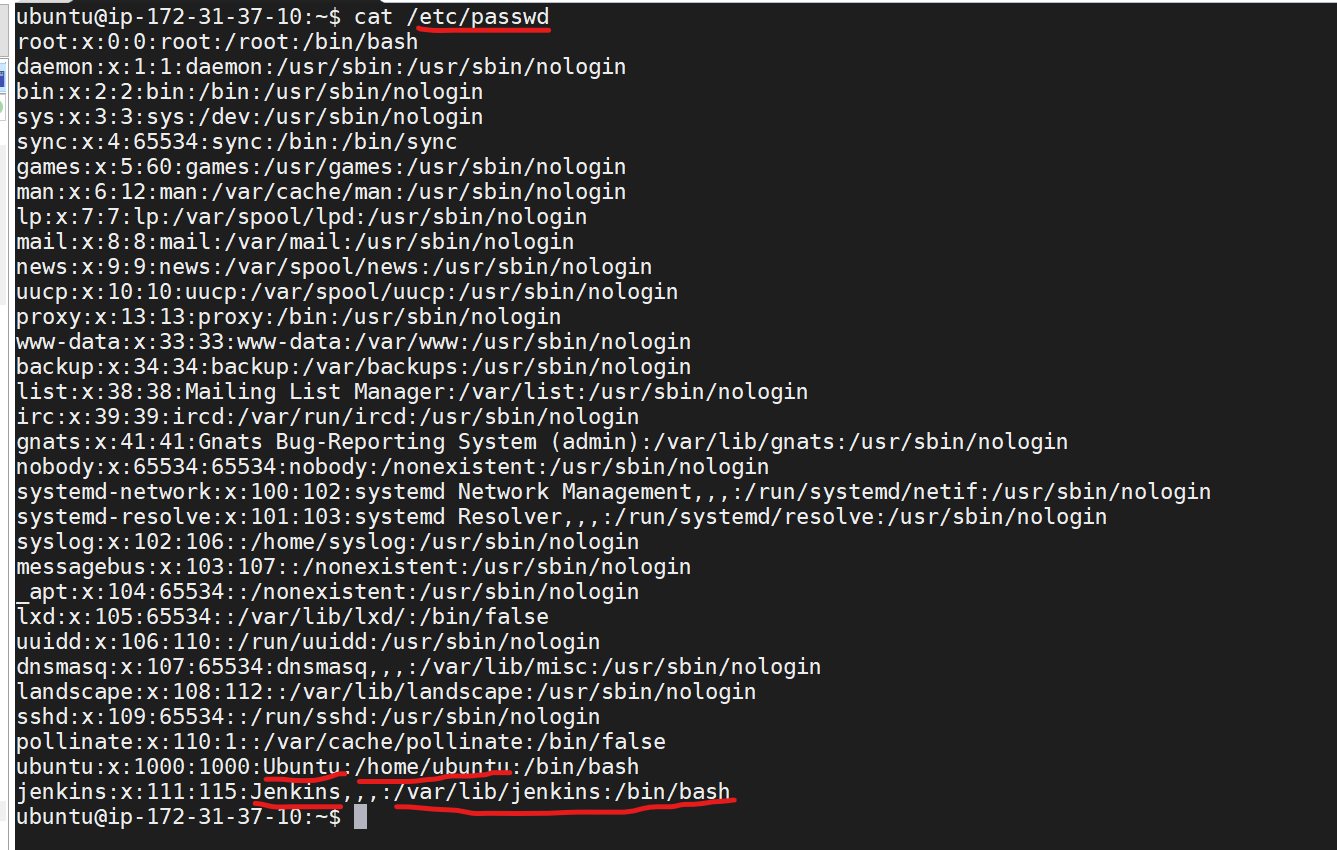 ubuntu@ip-172-31-37-10:~$ cat /etc/passwd
root:x:0:0:root:/root:/bin/bash
daemon:x:1:1:daemon:/usr/sbin:/usr/sbin/nologin
bin:x:2:2:bin:/bin:/usr/sbin/nologin
sys:x:3:3:sys:/dev:/usr/sbin/nologin
sync:x:4:65534:sync:/bin:/bin/sync
games:x:5:60:games:/usr/games:/usr/sbin/nologin
man:x:6:12:man:/var/cache/man:/usr/sbin/nologin
lp:x:7:7:lp:/var/spool/lpd:/usr/sbin/nologin
mail:x:8:8:mail:/var/mail:/usr/sbin/nologin
news:x:9:9:news:/var/spool/news:/usr/sbin/nologin
uucp:x:10:10:uucp:/var/spool/uucp:/usr/sbin/nologin
proxy:x:13:13:proxy:/bin:/usr/sbin/nologin
www-data:x:33:33:www-data:/var/www:/usr/sbin/nologin
backup:x:34:34:backup:/var/backups:/usr/sbin/nologin
list:x:38:38:Mailing List Manager:/var/list:/usr/sbin/nologin
irc:x:39:39:ircd:/var/run/ircd:/usr/sbin/nologin
gnats:x:41:41:Gnats Bug-Reporting System (admin):/var/lib/gnats:/usr/sbin/nologin
nobody:x:65534:65534:nobody:/nonexistent:/usr/sbin/nologin
systemd-network:x:100:102:systemd Network Management,,,:/run/systemd/netif:/usr/sbin/nologin
systemd-resolve:x:101:103:systemd Resolver,,,:/run/systemd/resolve:/usr/sbin/nologin
syslog:x:102:106::/home/syslog:/usr/sbin/nologin
messagebus:x:103:107::/nonexistent:/usr/sbin/nologin
_apt:x:104:65534::/nonexistent:/usr/sbin/nologin
lxd:x:105:65534::/var/lib/lxd/:/bin/false
uuidd:x:106:110::/run/uuidd:/usr/sbin/nologin
dnsmasq:x:107:65534:dnsmasq,,,:/var/lib/misc:/usr/sbin/nologin
landscape:x:108:112::/var/lib/landscape:/usr/sbin/nologin
sshd:x:109:65534::/run/sshd:/usr/sbin/nologin
pollinate:x:110:1::/var/cache/pollinate:/bin/false
ubuntu:x:1000:1000:Ubuntu:/home/ubuntu:/bin/bash
jenkins:x:111:115:Jenkins,,,:/var/lib/jenkins:/bin/bash
ubuntu@ip-172-31-37-10:~$